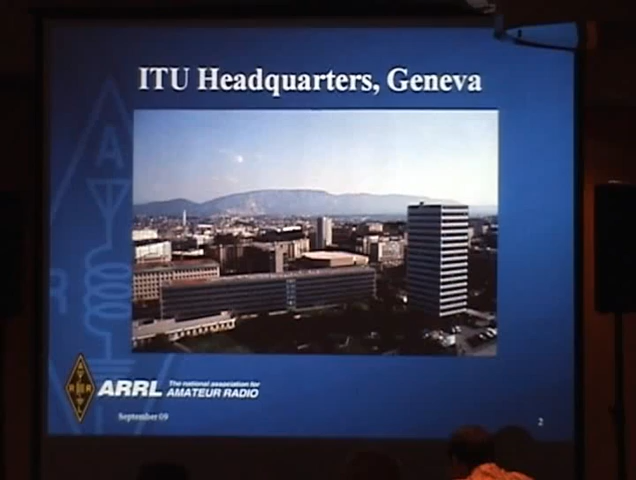 ITU Headquarters, Geneva
ARRL The national association for
AMATEUR RADIO
September 09
2